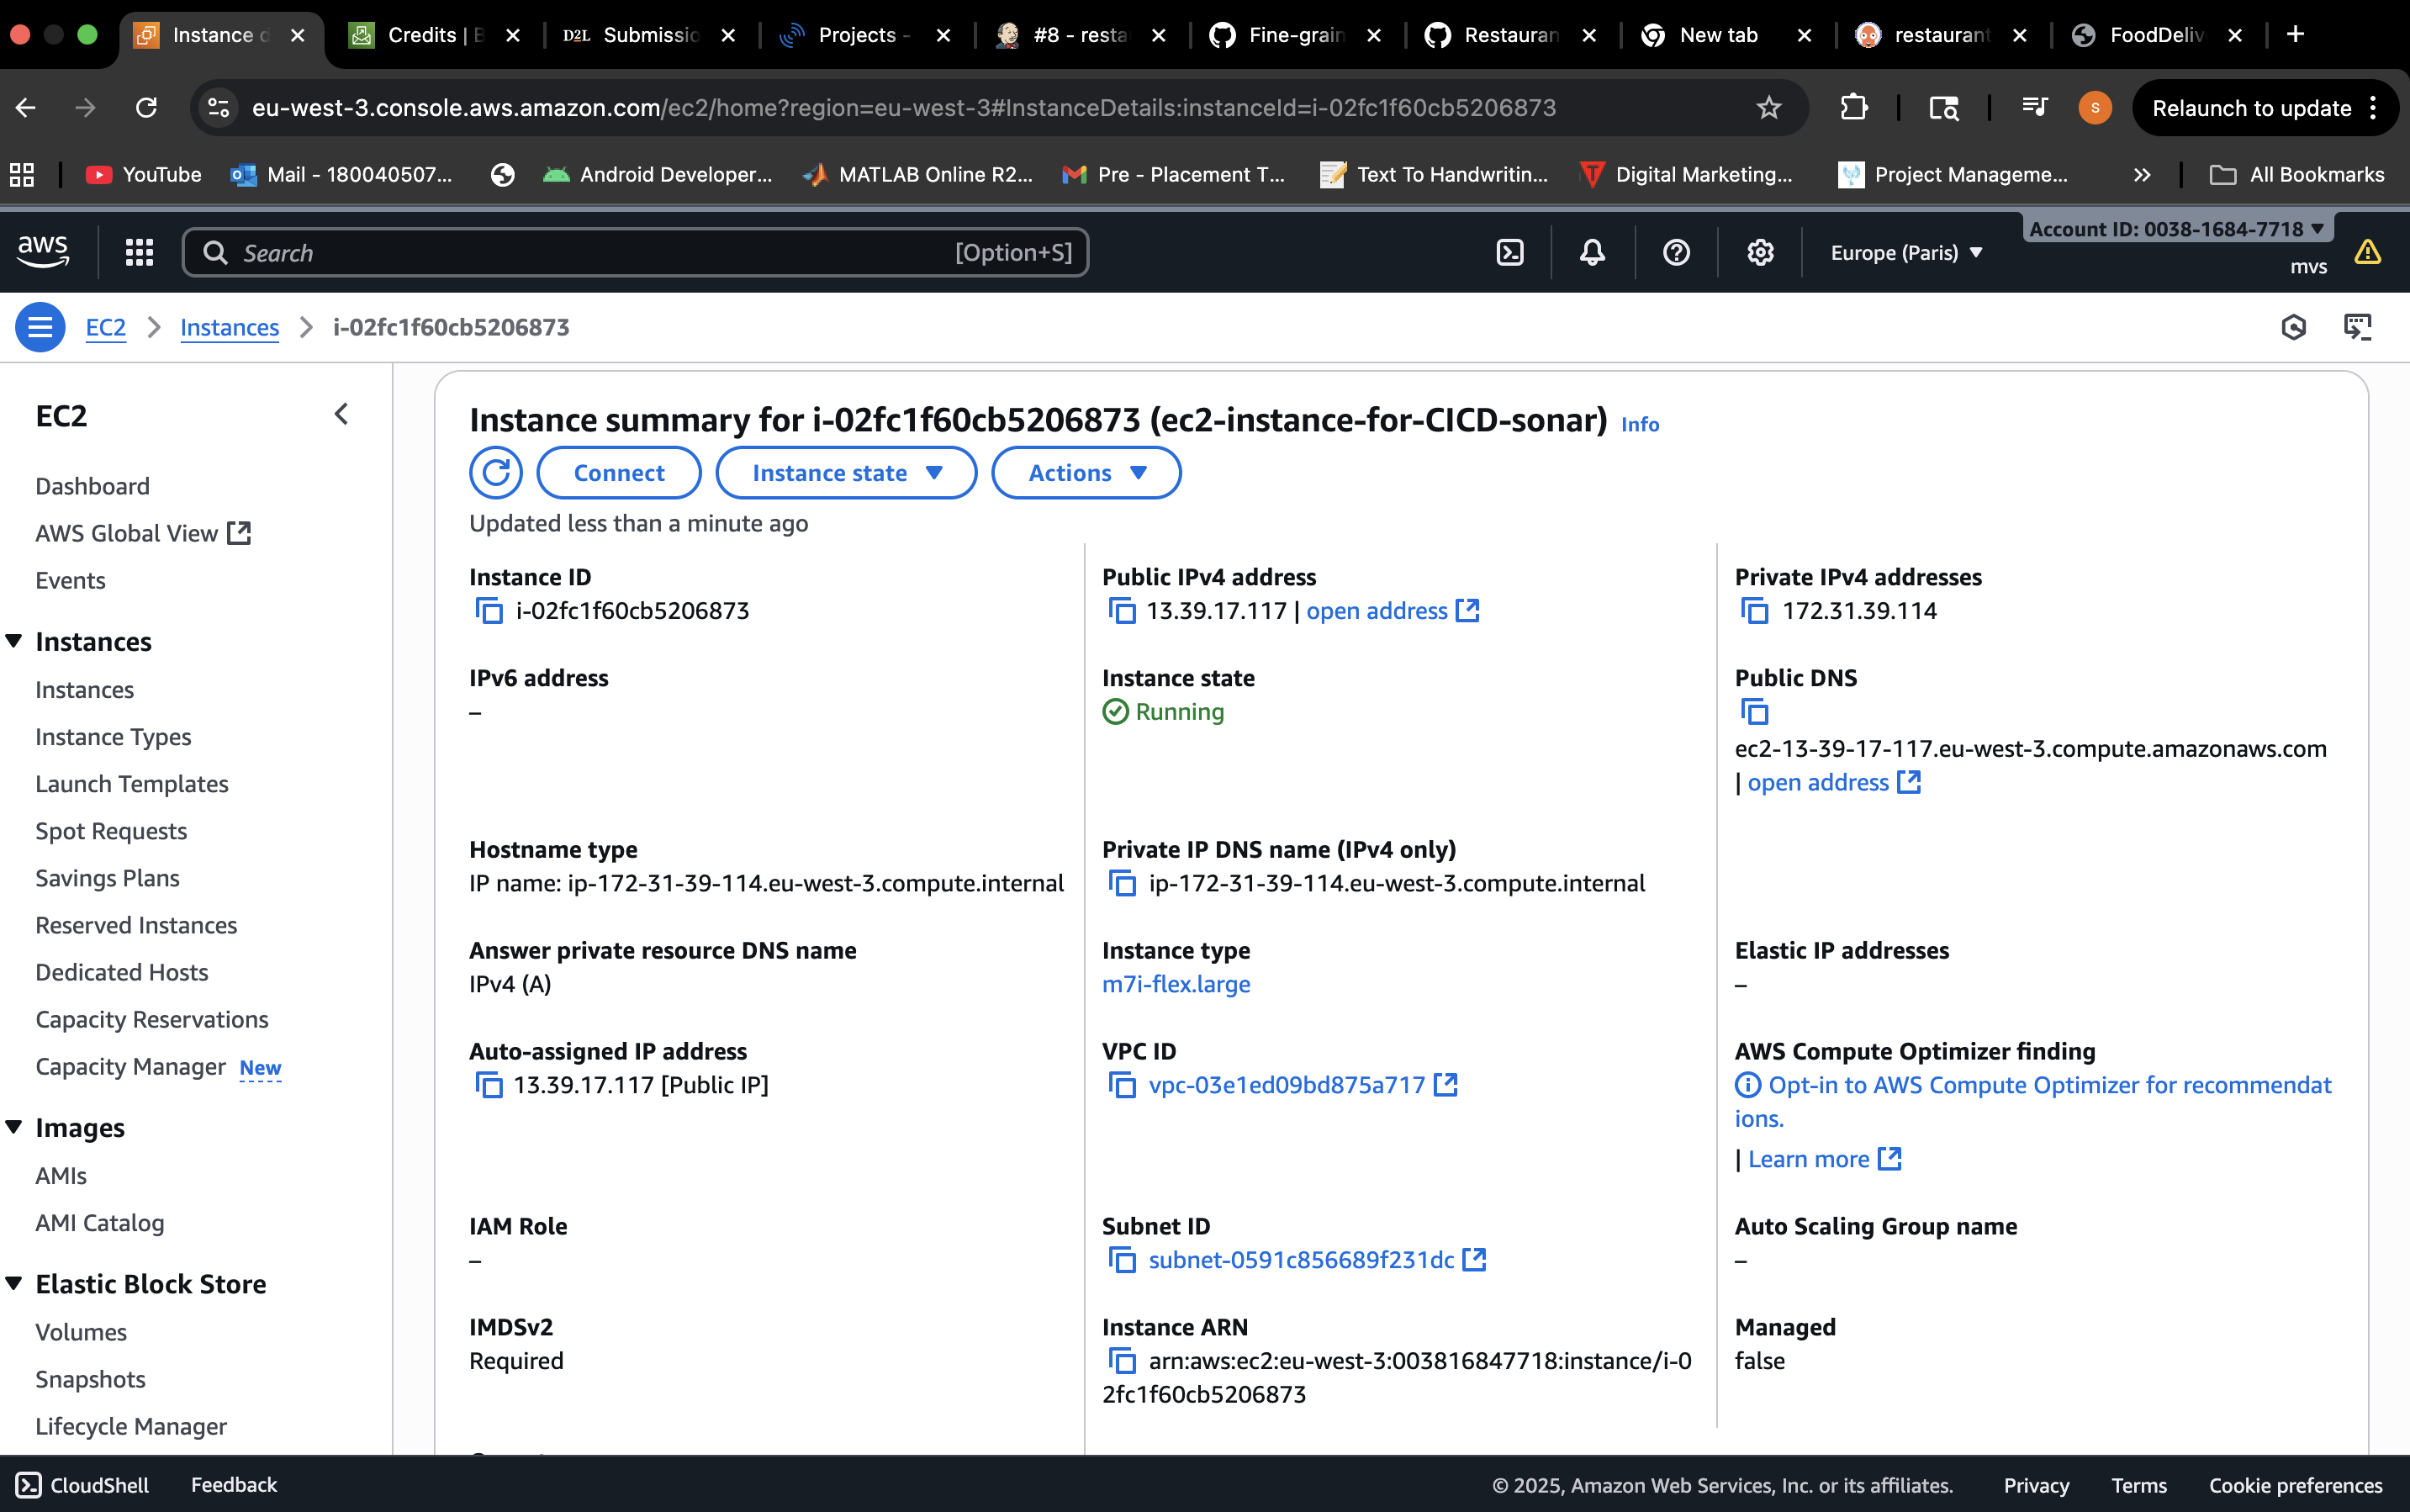 Instance d
Credits | B
D2L Submissio
Projects -
#8 - resta
Fine-grain
Restauran
New tab
restaurant
FoodDeliv
eu-west-3.console.aws.amazon.com/ec2/home?region=eu-west-3#InstanceDetails:instanceId=i-02fc1f60cb5206873
S
Relaunch to update
YouTube
Mail - 180040507...
Android Developer...
MATLAB Online R2...
Pre - Placement T...
Text To Handwritin...
Digital Marketing...
Project Manageme...
All Bookmarks
aws
Search
[Option+S]
Europe (Paris)
Account ID: 0038-1684-7718
mvs
EC2
Instances
i-02fc1f60cb5206873
EC2
Dashboard
AWS Global View
Events
Instances
Instances
Instance Types
Launch Templates
Spot Requests
Savings Plans
Reserved Instances
Dedicated Hosts
Capacity Reservations
Capacity Manager New
Images
AMIs
AMI Catalog
Elastic Block Store
Volumes
Snapshots
Lifecycle Manager
Instance summary for i-02fc1f60cb5206873 (ec2-instance-for-CICD-sonar) Info
Connect
Instance state
Actions
Updated less than a minute ago
Instance ID
i-02fc1f60cb5206873
Public IPv4 address
13.39.17.117 | open address
Private IPv4 addresses
172.31.39.114
IPv6 address
–
Instance state
Running
Public DNS
ec2-13-39-17-117.eu-west-3.compute.amazonaws.com
| open address
Hostname type
IP name: ip-172-31-39-114.eu-west-3.compute.internal
Private IP DNS name (IPv4 only)
ip-172-31-39-114.eu-west-3.compute.internal
Answer private resource DNS name
IPv4 (A)
Instance type
m7i-flex.large
Elastic IP addresses
–
Auto-assigned IP address
13.39.17.117 [Public IP]
VPC ID
vpc-03e1ed09bd875a717
AWS Compute Optimizer finding
Opt-in to AWS Compute Optimizer for recommendat
ions.
| Learn more
IAM Role
–
Subnet ID
subnet-0591c856689f231dc
Auto Scaling Group name
–
IMDSv2
Required
Instance ARN
arn:aws:ec2:eu-west-3:003816847718:instance/i-0
2fc1f60cb5206873
Managed
false
CloudShell
Feedback
© 2025, Amazon Web Services, Inc. or its affiliates.
Privacy
Terms
Cookie preferences